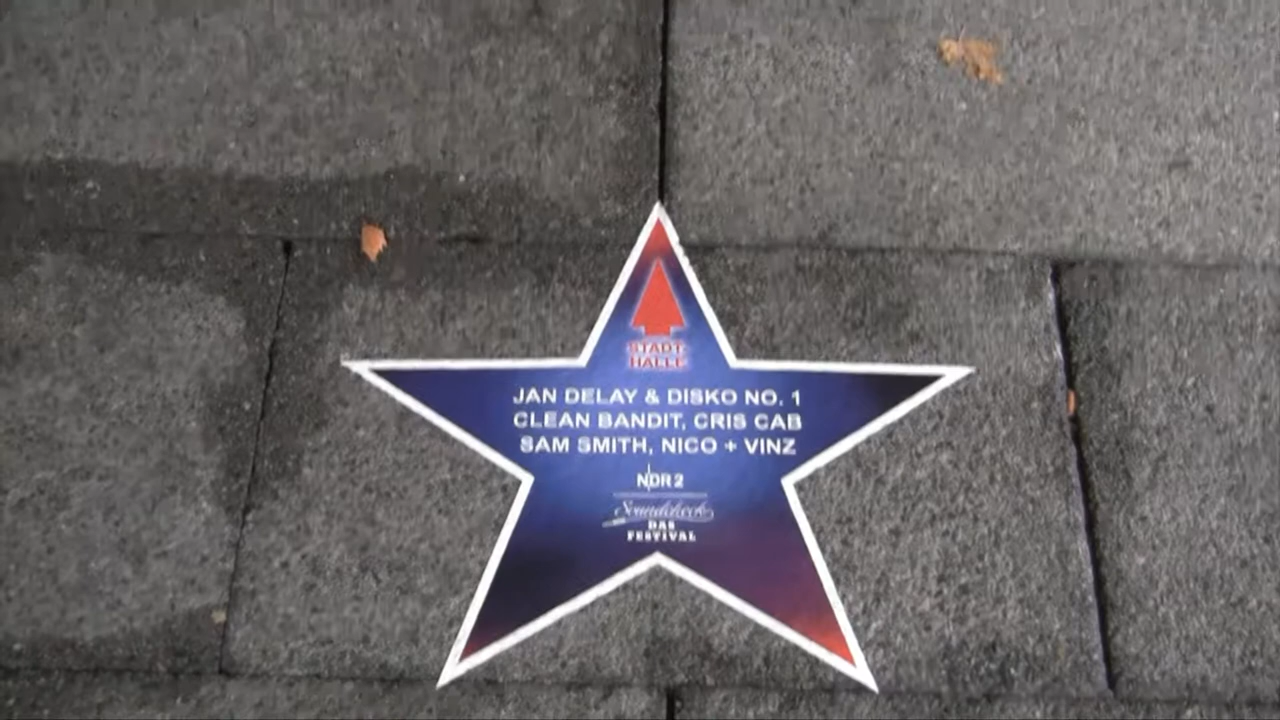 STADT
HALLE
JAN DELAY & DISKO NO. 1
CLEAN BANDIT, CRIS CAB
SAM SMITH, NICO + VINZ
NDR 2
Soundcheck
DAS
FESTIVAL